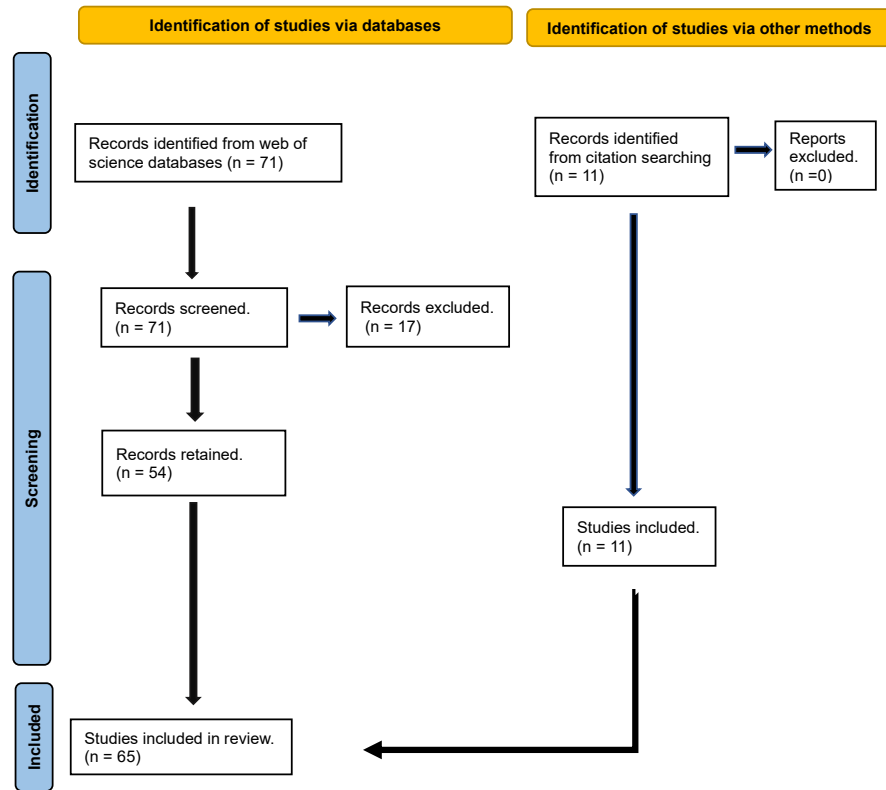 Identification of studies via databases
Identification of studies via other methods
Identification
Records identified from web of
science databases (n = 71)
Records identified
from citation searching
(n = 11)
Reports
excluded.
(n =0)
Screening
Records screened.
(n = 71)
Records excluded.
(n = 17)
Records retained.
(n = 54)
Studies included.
(n = 11)
Included
Studies included in review.
(n = 65)